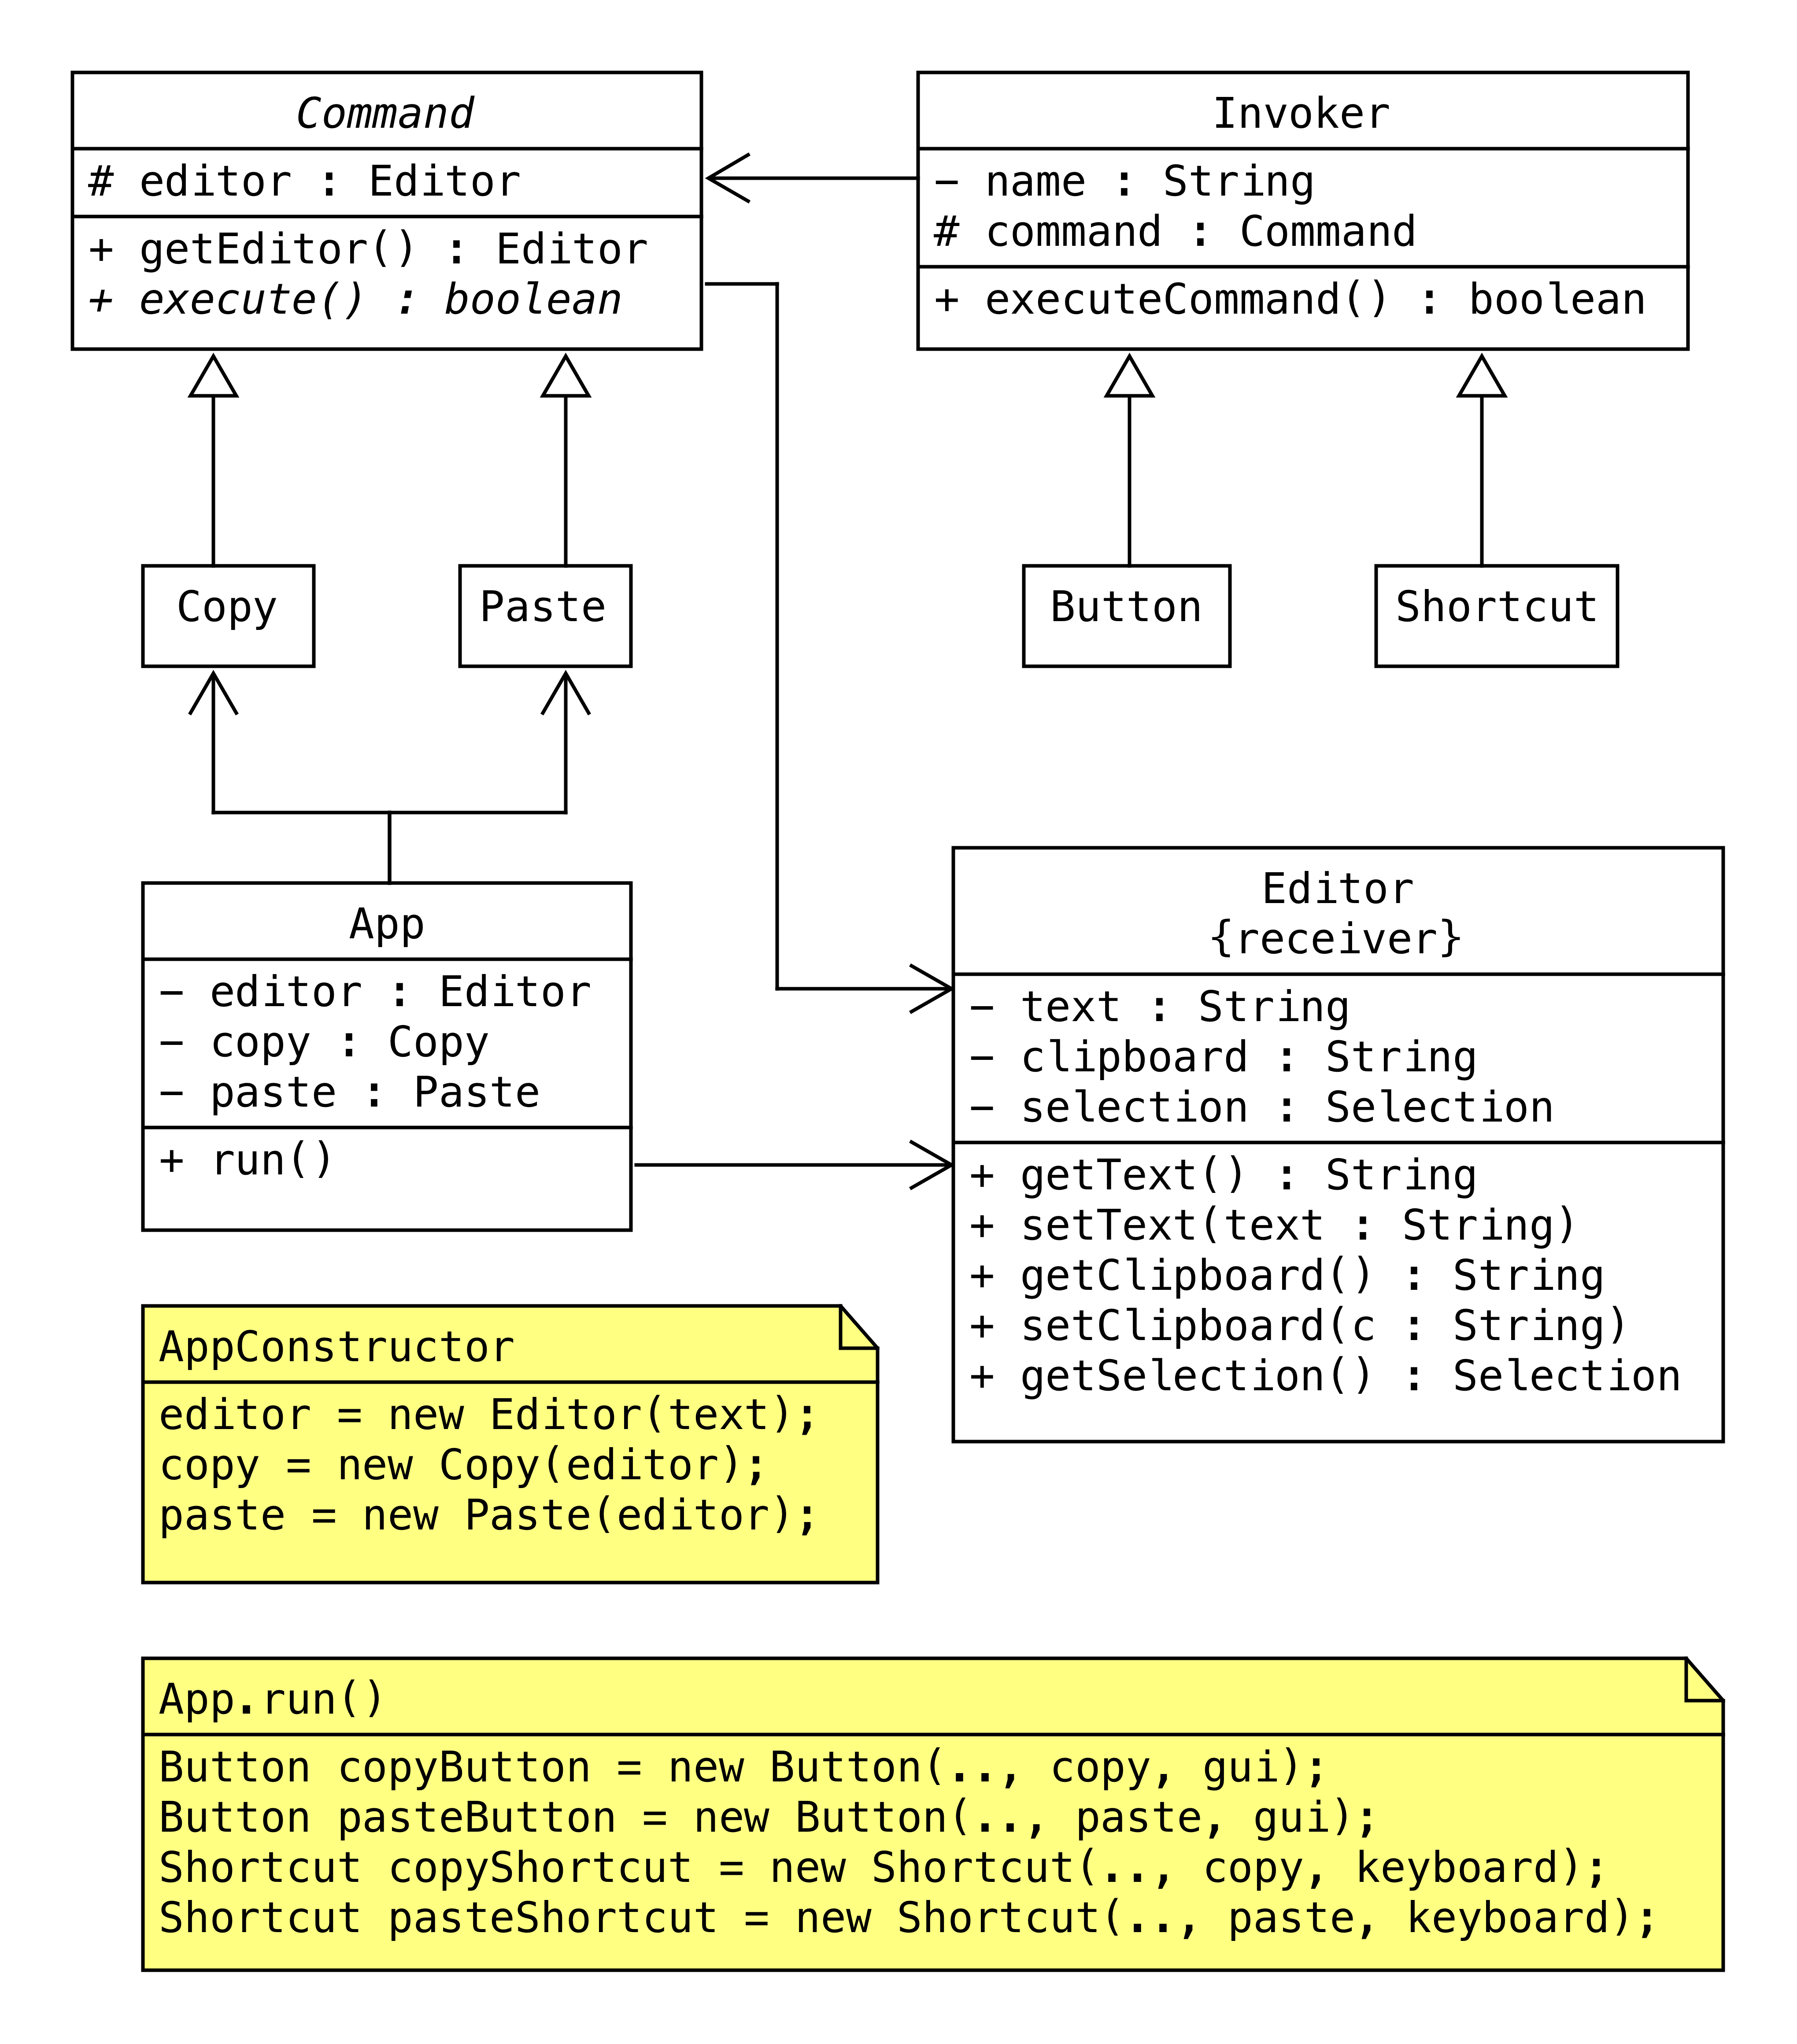 Command
# editor : Editor
+ getEditor() : Editor
+ execute() : boolean
Invoker
− name : String
# command : Command
+ executeCommand() : boolean
Copy
Paste
Button
Shortcut
App
− editor : Editor
− copy : Copy
− paste : Paste
+ run()
Editor
{receiver}
− text : String
− clipboard : String
− selection : Selection
+ getText() : String
+ setText(text : String)
+ getClipboard() : String
+ setClipboard(c : String)
+ getSelection() : Selection
AppConstructor
editor = new Editor(text);
copy = new Copy(editor);
paste = new Paste(editor);
App.run()
Button copyButton = new Button(.., copy, gui);
Button pasteButton = new Button(.., paste, gui);
Shortcut copyShortcut = new Shortcut(.., copy, keyboard);
Shortcut pasteShortcut = new Shortcut(.., paste, keyboard);